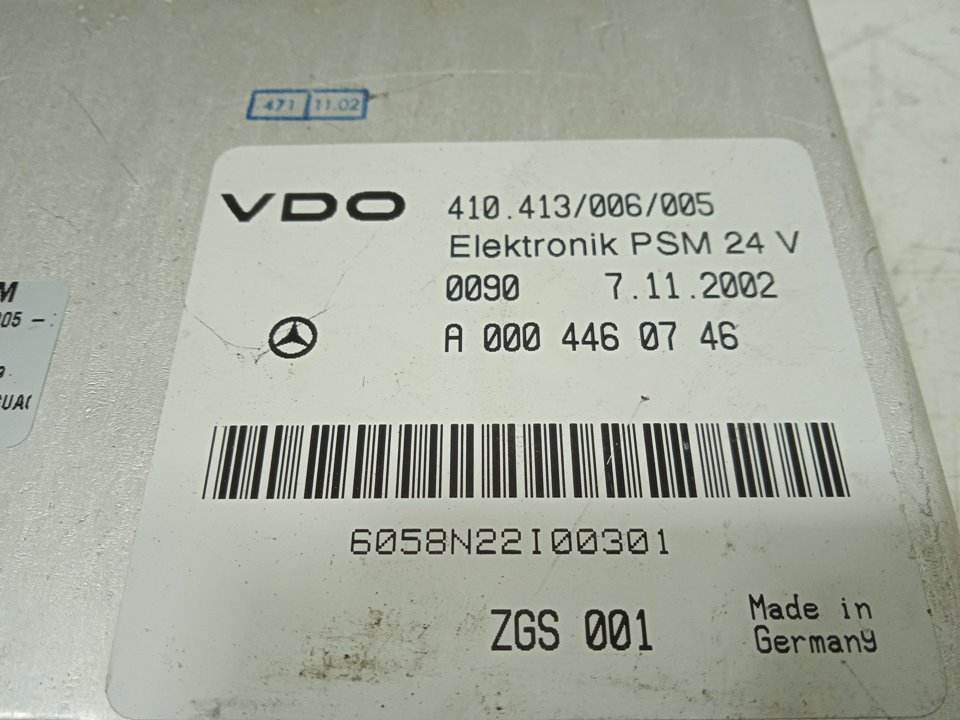 471 11.02
VDO 410.413/006/005
Elektronik PSM 24 V
0090 7.11.2002
A 000 446 07 46
6058N22I00301
ZGS 001
Made in
Germany
M
005 -